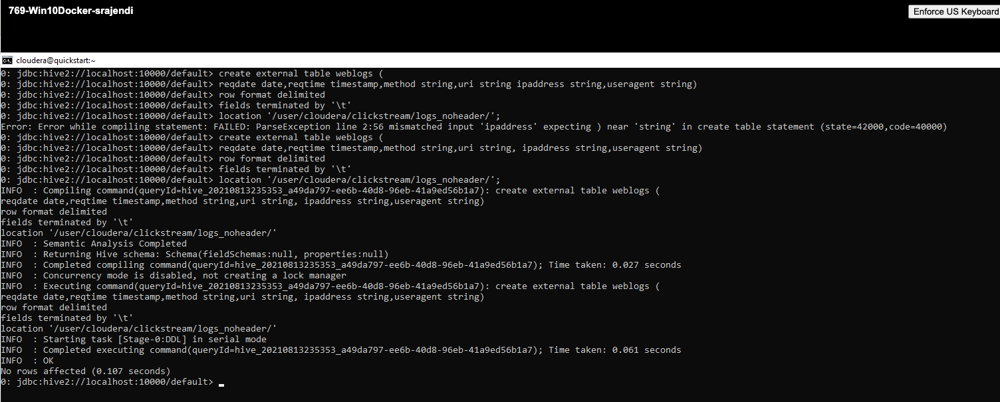 769-Win10Docker-srajendi
Enforce US Keyboard
cloudera@quickstart:~
0: jdbc:hive2://localhost:10000/default> create external table weblogs (
0: jdbc:hive2://localhost:10000/default> reqdate date,reqtime timestamp,method string,uri string ipaddress string,useragent string)
0: jdbc:hive2://localhost:10000/default> row format delimited
0: jdbc:hive2://localhost:10000/default> fields terminated by '\t'
0: jdbc:hive2://localhost:10000/default> location '/user/cloudera/clickstream/logs_noheader/';
Error: Error while compiling statement: FAILED: ParseException line 2:56 mismatched input 'ipaddress' expecting ) near 'string' in create table statement (state=42000,code=40000)
0: jdbc:hive2://localhost:10000/default> create external table weblogs (
0: jdbc:hive2://localhost:10000/default> reqdate date,reqtime timestamp,method string,uri string, ipaddress string,useragent string)
0: jdbc:hive2://localhost:10000/default> row format delimited
0: jdbc:hive2://localhost:10000/default> fields terminated by '\t'
0: jdbc:hive2://localhost:10000/default> location '/user/cloudera/clickstream/logs_noheader/';
INFO  : Compiling command(queryId=hive_20210813235353_a49da797-ee6b-40d8-96eb-41a9ed56b1a7): create external table weblogs (
reqdate date,reqtime timestamp,method string,uri string, ipaddress string,useragent string)
row format delimited
fields terminated by '\t'
location '/user/cloudera/clickstream/logs_noheader/'
INFO  : Semantic Analysis Completed
INFO  : Returning Hive schema: Schema(fieldSchemas:null, properties:null)
INFO  : Completed compiling command(queryId=hive_20210813235353_a49da797-ee6b-40d8-96eb-41a9ed56b1a7); Time taken: 0.027 seconds
INFO  : Concurrency mode is disabled, not creating a lock manager
INFO  : Executing command(queryId=hive_20210813235353_a49da797-ee6b-40d8-96eb-41a9ed56b1a7): create external table weblogs (
reqdate date,reqtime timestamp,method string,uri string, ipaddress string,useragent string)
row format delimited
fields terminated by '\t'
location '/user/cloudera/clickstream/logs_noheader/'
INFO  : Starting task [Stage-0:DDL] in serial mode
INFO  : Completed executing command(queryId=hive_20210813235353_a49da797-ee6b-40d8-96eb-41a9ed56b1a7); Time taken: 0.061 seconds
INFO  : OK
No rows affected (0.107 seconds)
0: jdbc:hive2://localhost:10000/default>